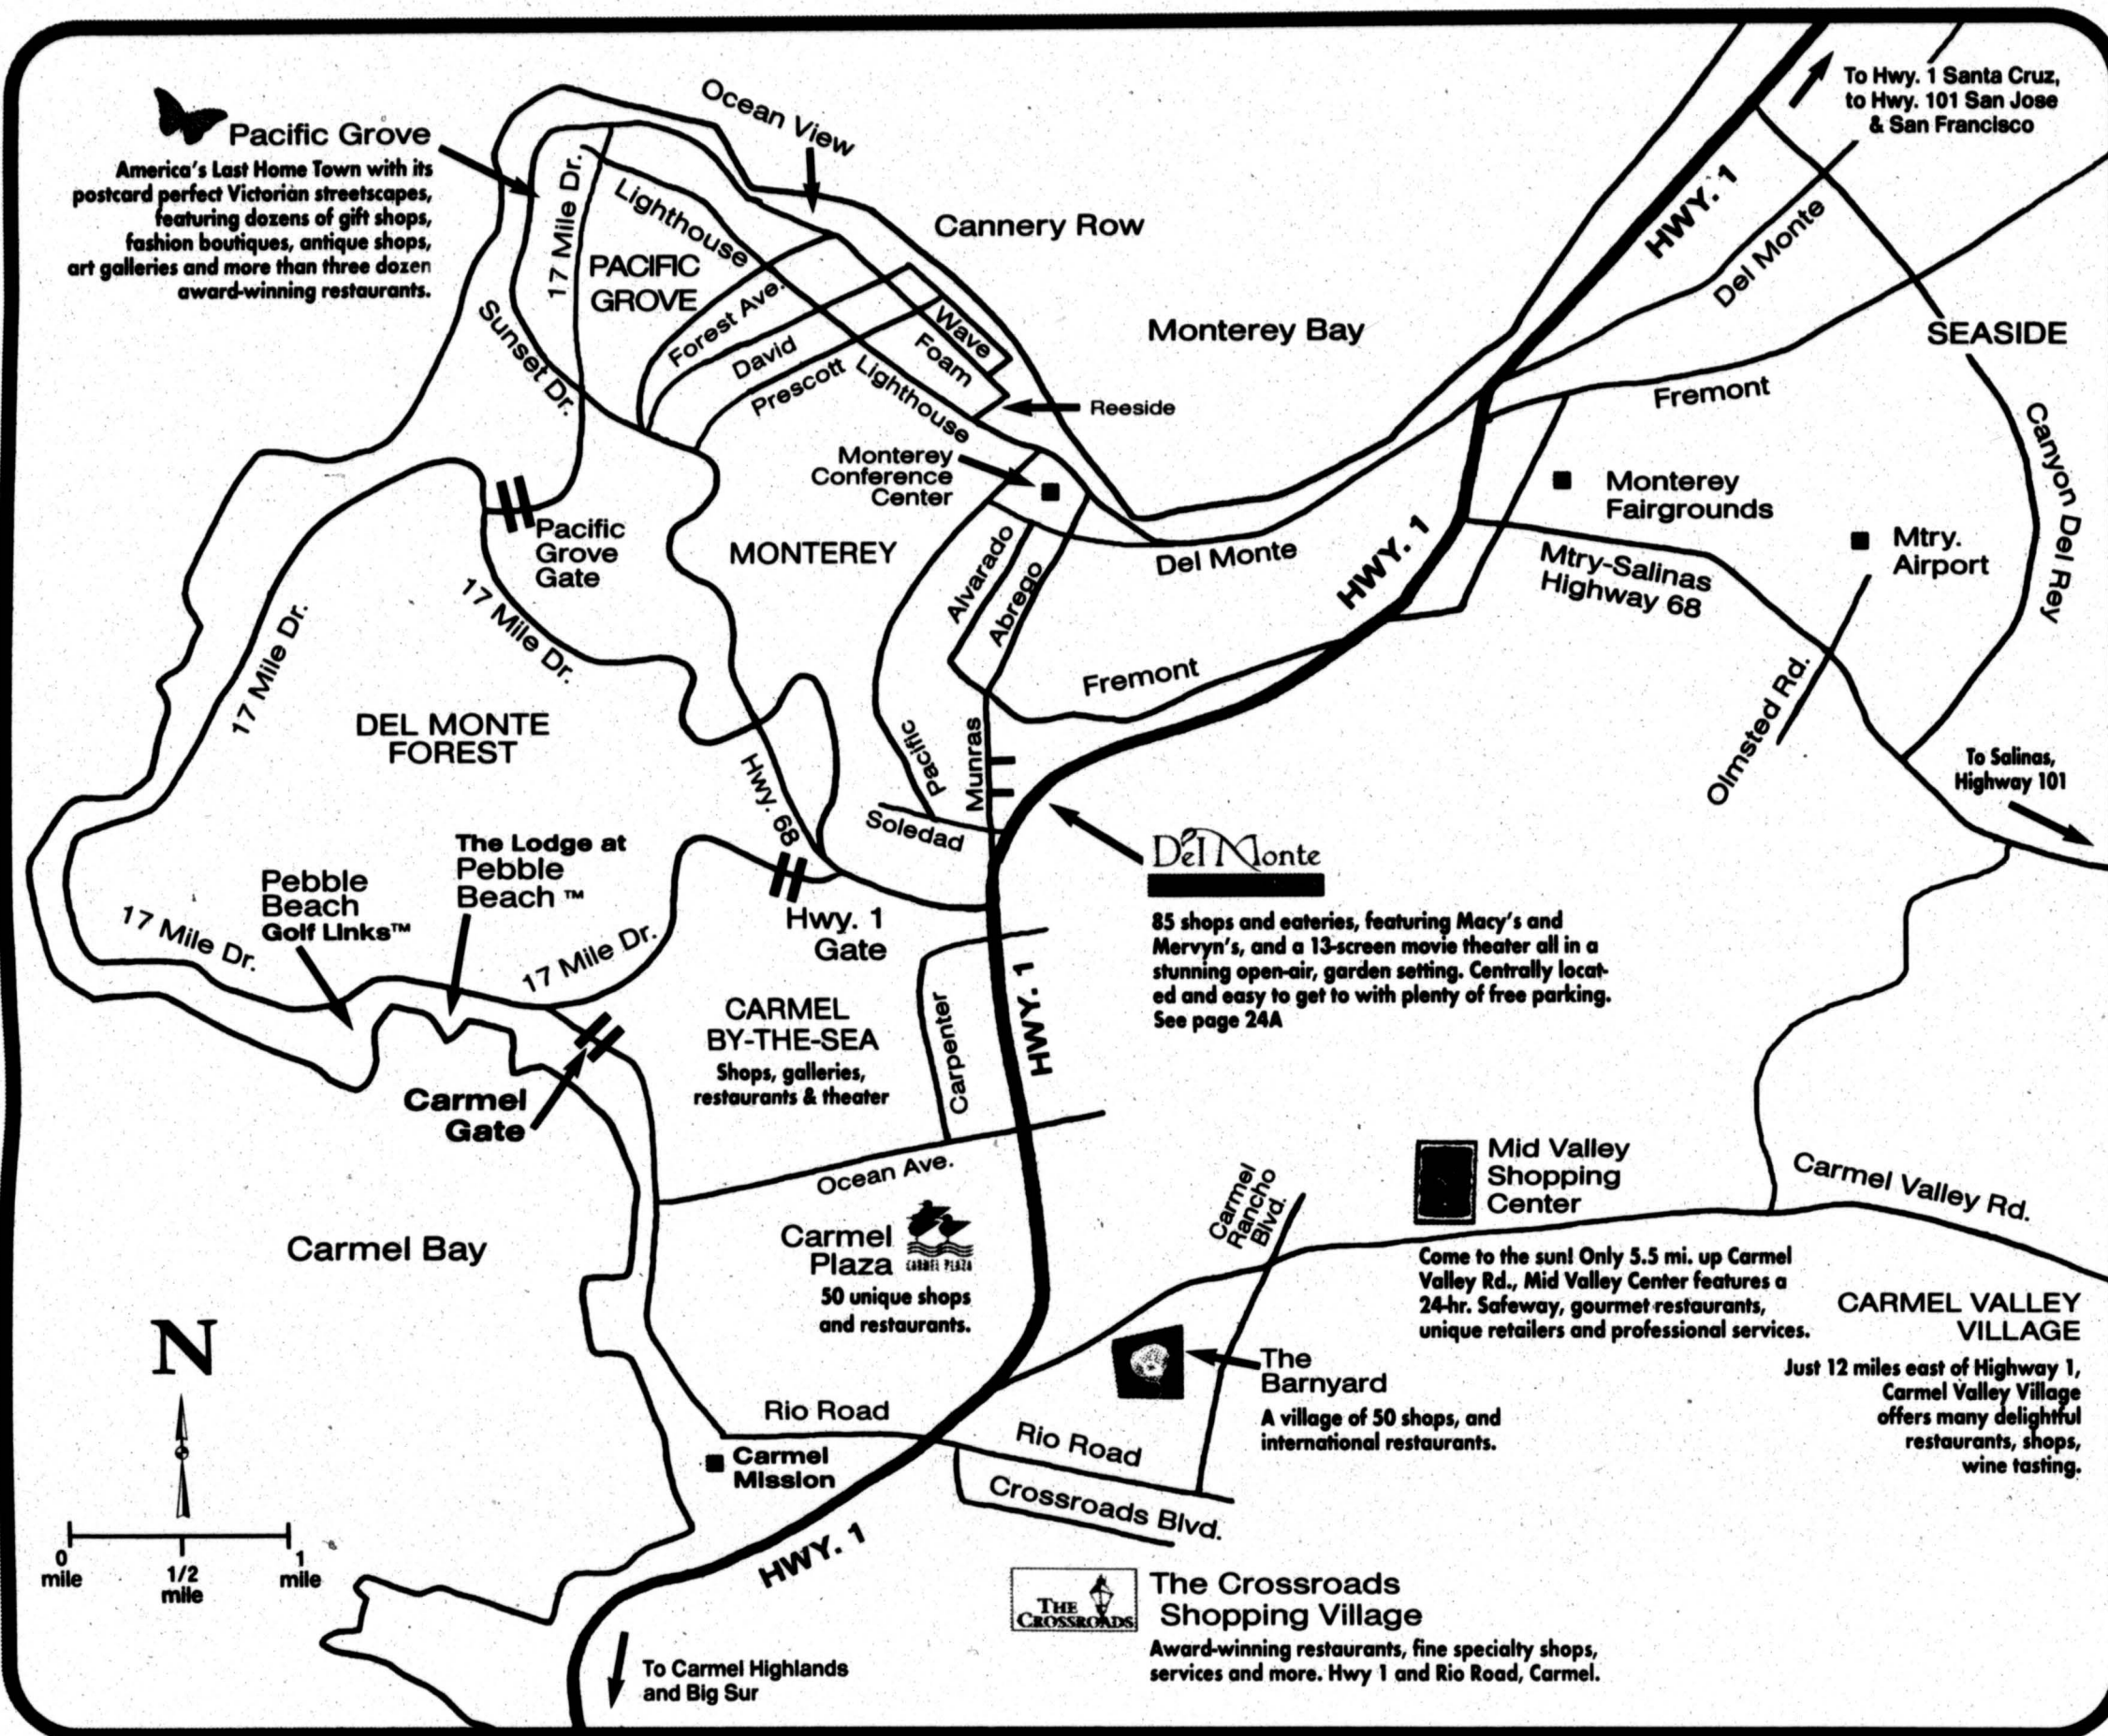 To Hwy. 1 Santa Cruz,
to Hwy. 101 San Jose
& San Francisco
Ocean View
Pacific Grove
America's Last Home Town with its
postcard perfect Victorian streetscapes,
featuring dozens of gift shops,
fashion boutiques, antique shops,
art galleries and more than three dozen
award-winning restaurants.
17 Mile Dr.
Lighthouse
Cannery Row
HWY. 1
Del Monte
PACIFIC
GROVE
Forest Ave.
Sunset Dr.
David
Prescott
Wave
Foam
Lighthouse
Reeside
Monterey Bay
SEASIDE
Fremont
Canyon Del Rey
Monterey
Conference
Center
Monterey
Fairgrounds
Mtry.
Airport
Pacific
Grove
Gate
MONTEREY
Alvarado
Abrego
Del Monte
HWY. 1
Mtry-Salinas
Highway 68
17 Mile Dr.
17 Mile Dr.
Fremont
Olmsted Rd.
DEL MONTE
FOREST
Hwy. 68
Pacific
Munras
Soledad
To Salinas,
Highway 101
Del Monte
85 shops and eateries, featuring Macy's and
Mervyn's, and a 13-screen movie theater all in a
stunning open-air, garden setting. Centrally locat-
ed and easy to get to with plenty of free parking.
See page 24A
The Lodge at
Pebble
Beach™
Pebble
Beach
Golf Links™
17 Mile Dr.
17 Mile Dr.
Hwy. 1
Gate
CARMEL
BY-THE-SEA
Shops, galleries,
restaurants & theater
Carpenter
HWY. 1
Carmel
Gate
Ocean Ave.
Carmel
Rancho
Blvd.
Mid Valley
Shopping
Center
Carmel Valley Rd.
Come to the sun! Only 5.5 mi. up Carmel
Valley Rd., Mid Valley Center features a
24-hr. Safeway, gourmet restaurants,
unique retailers and professional services.
Carmel Bay
Carmel
Plaza
CARMEL PLAZA
50 unique shops
and restaurants.
CARMEL VALLEY
VILLAGE
Just 12 miles east of Highway 1,
Carmel Valley Village
offers many delightful
restaurants, shops,
wine tasting.
The
Barnyard
A village of 50 shops, and
international restaurants.
N
Rio Road
Rio Road
Carmel
Mission
Crossroads Blvd.
0
mile
1/2
mile
1
mile
HWY. 1
THE
CROSSROADS
The Crossroads
Shopping Village
Award-winning restaurants, fine specialty shops,
services and more. Hwy 1 and Rio Road, Carmel.
To Carmel Highlands
and Big Sur